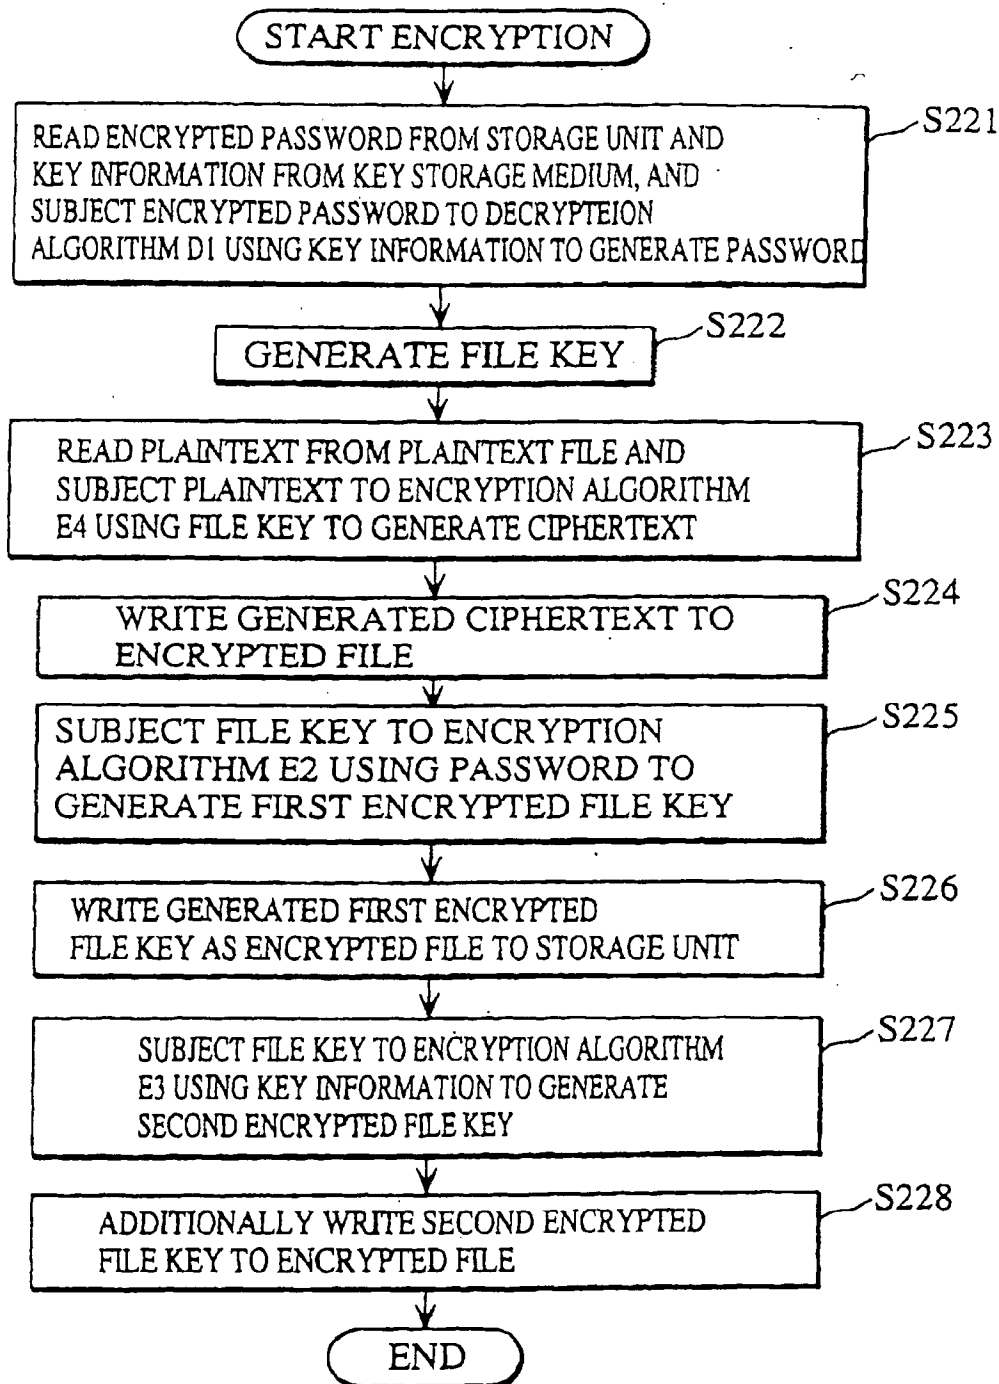 START ENCRYPTION
S221
READ ENCRYPTED PASSWORD FROM STORAGE UNIT AND
KEY INFORMATION FROM KEY STORAGE MEDIUM, AND
SUBJECT ENCRYPTED PASSWORD TO DECRYPTEION
ALGORITHM D1 USING KEY INFORMATION TO GENERATE PASSWORD
S222
GENERATE FILE KEY
S223
READ PLAINTEXT FROM PLAINTEXT FILE AND
SUBJECT PLAINTEXT TO ENCRYPTION ALGORITHM
E4 USING FILE KEY TO GENERATE CIPHERTEXT
S224
WRITE GENERATED CIPHERTEXT TO
ENCRYPTED FILE
S225
SUBJECT FILE KEY TO ENCRYPTION
ALGORITHM E2 USING PASSWORD TO
GENERATE FIRST ENCRYPTED FILE KEY
S226
WRITE GENERATED FIRST ENCRYPTED
FILE KEY AS ENCRYPTED FILE TO STORAGE UNIT
S227
SUBJECT FILE KEY TO ENCRYPTION ALGORITHM
E3 USING KEY INFORMATION TO GENERATE
SECOND ENCRYPTED FILE KEY
S228
ADDITIONALLY WRITE SECOND ENCRYPTED
FILE KEY TO ENCRYPTED FILE
END